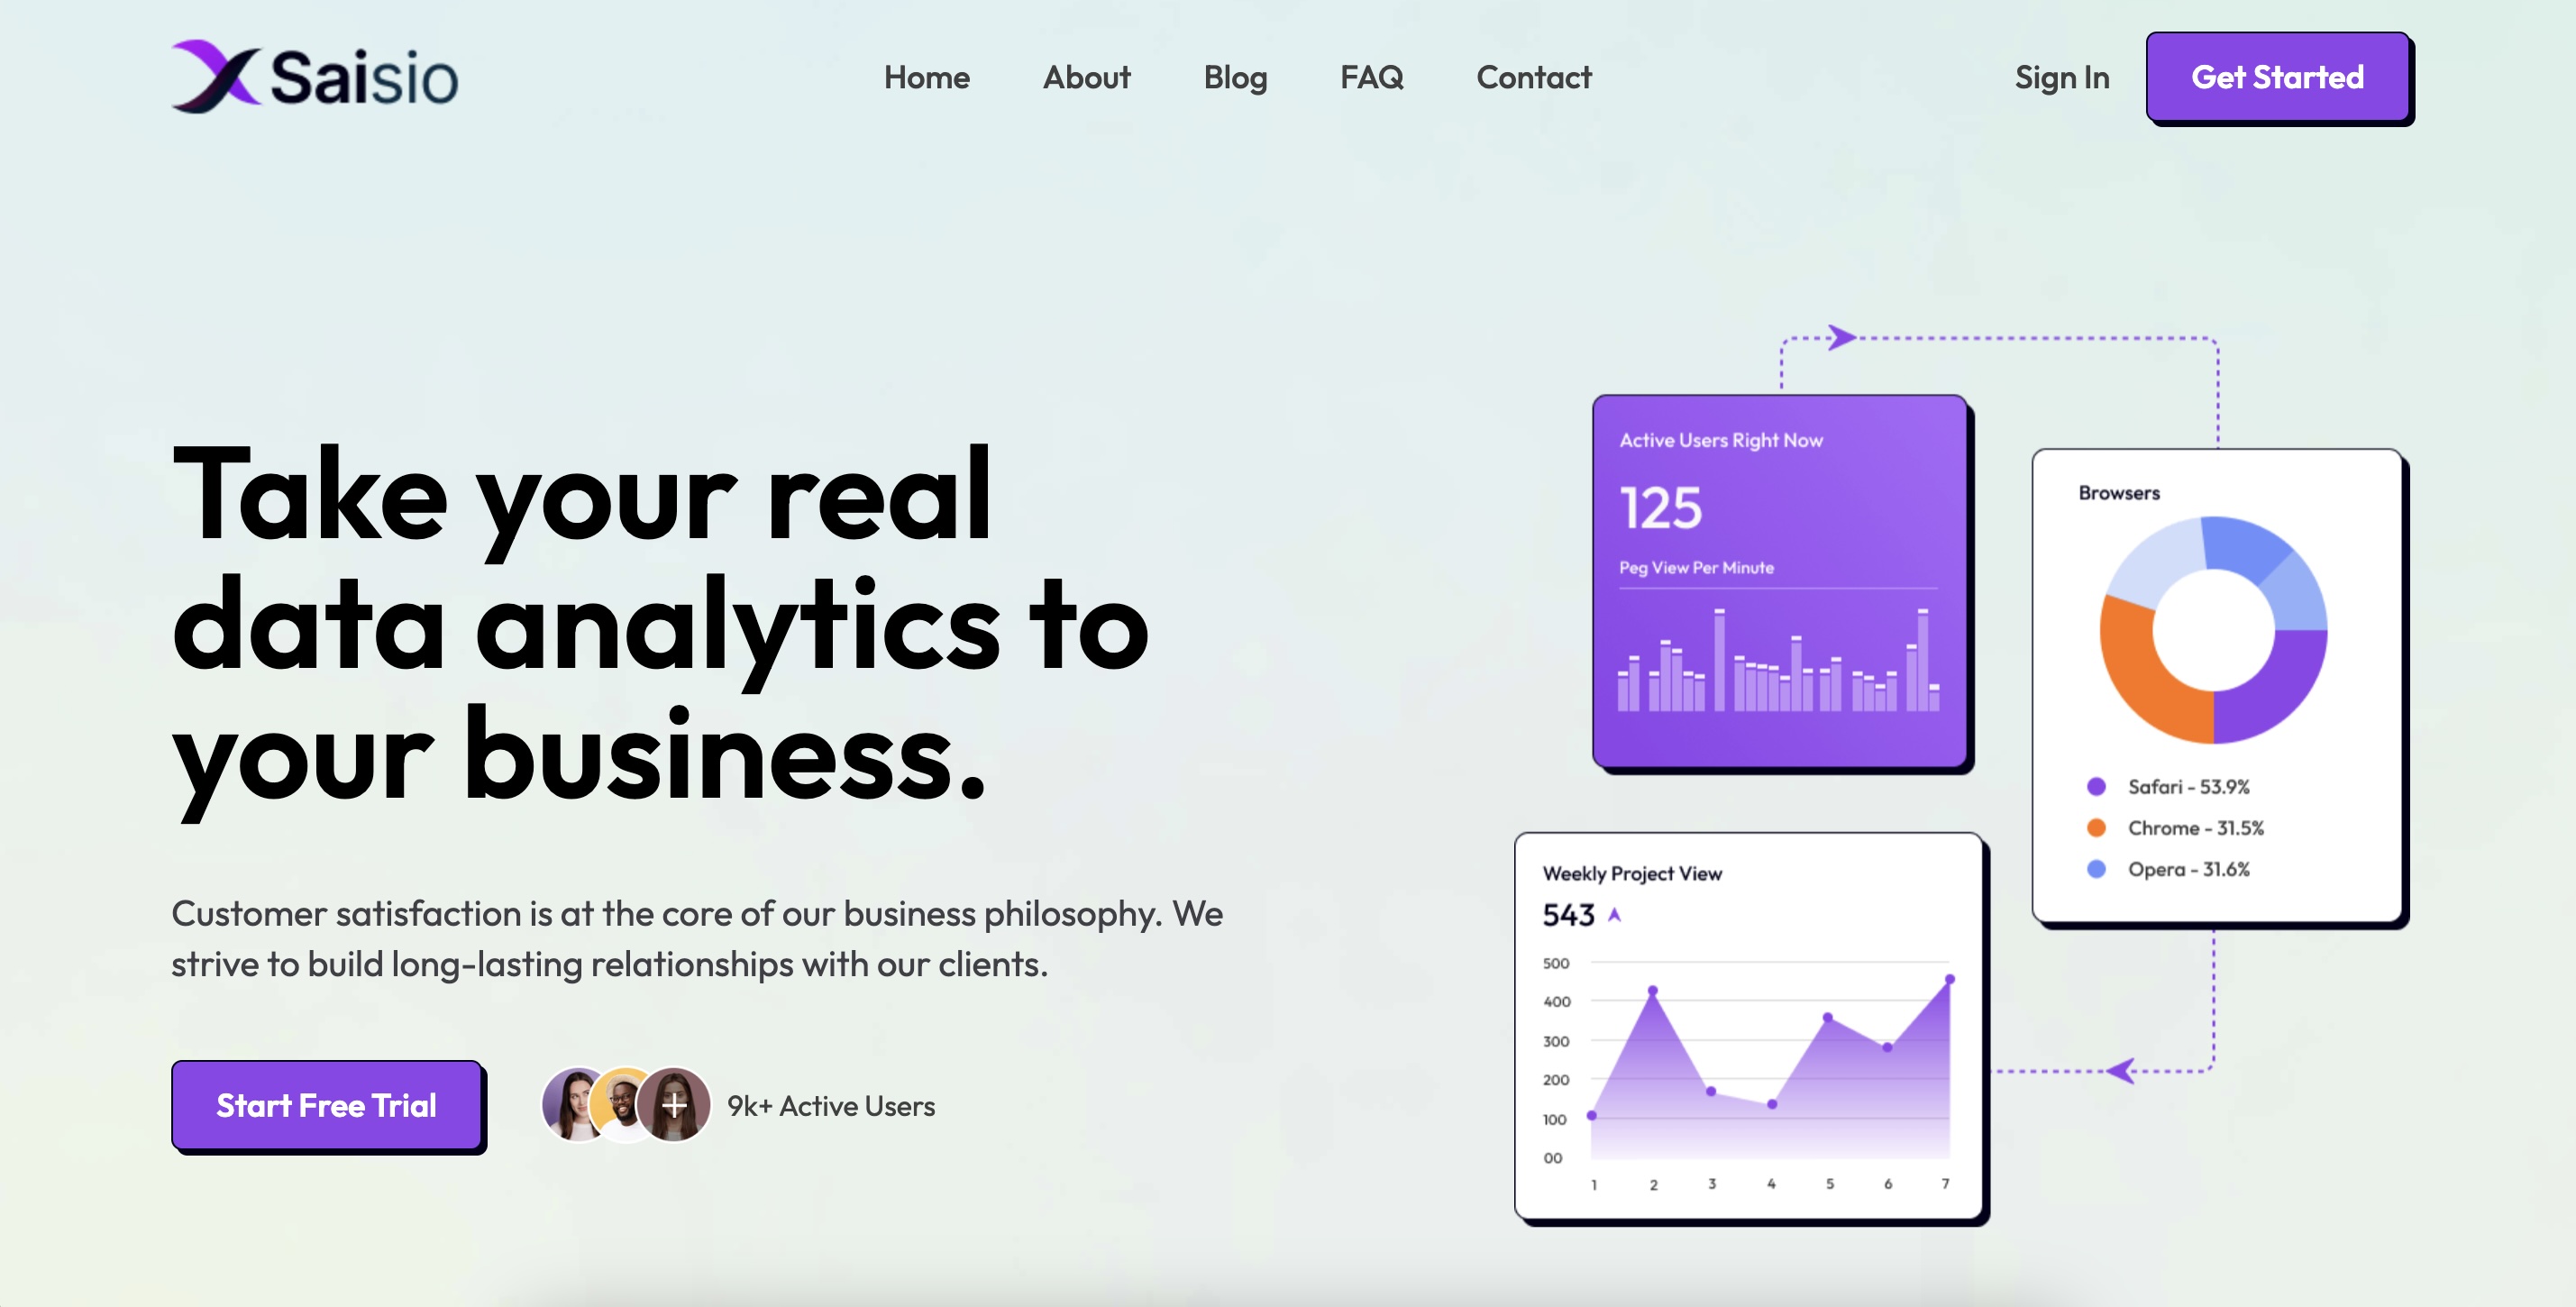 Saisio
Home
About
Blog
FAQ
Contact
Sign In
Get Started
Take your real
data analytics to
your business.
Customer satisfaction is at the core of our business philosophy. We
strive to build long-lasting relationships with our clients.
Start Free Trial
9k+ Active Users
Active Users Right Now
125
Peg View Per Minute
Browsers
Safari - 53.9%
Chrome - 31.5%
Opera - 31.6%
Weekly Project View
543
500
400
300
200
100
00
1 2 3 4 5 6 7